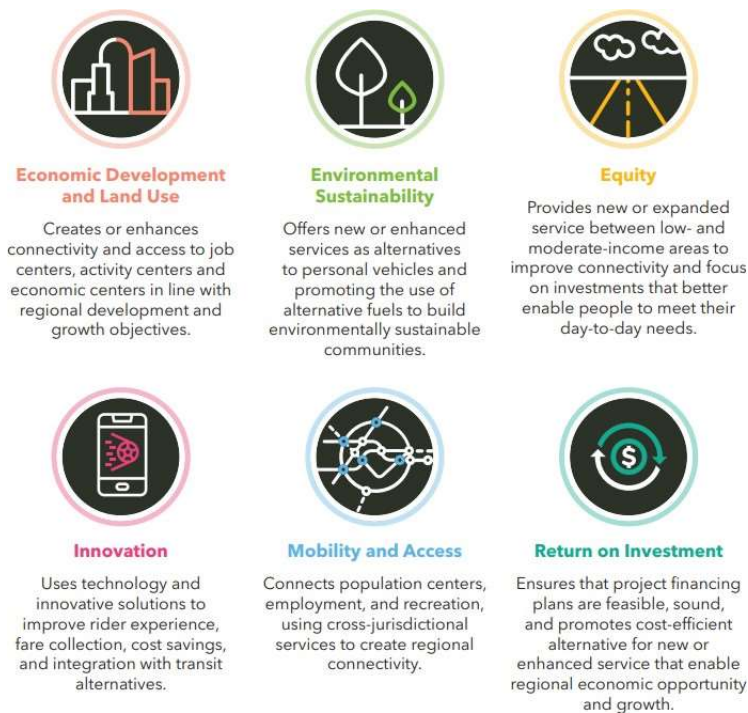 Economic Development
and Land Use
Creates or enhances
connectivity and access to job
centers, activity centers and
economic centers in line with
regional development and
growth objectives.
Environmental
Sustainability
Offers new or enhanced
services as alternatives
to personal vehicles and
promoting the use of
alternative fuels to build
environmentally sustainable
communities.
Equity
Provides new or expanded
service between low- and
moderate-income areas to
improve connectivity and focus
on investments that better
enable people to meet their
day-to-day needs.
Innovation
Uses technology and
innovative solutions to
improve rider experience,
fare collection, cost savings,
and integration with transit
alternatives.
Mobility and Access
Connects population centers,
employment, and recreation,
using cross-jurisdictional
services to create regional
connectivity.
$
Return on Investment
Ensures that project financing
plans are feasible, sound,
and promotes cost-efficient
alternative for new or
enhanced service that enable
regional economic opportunity
and growth.